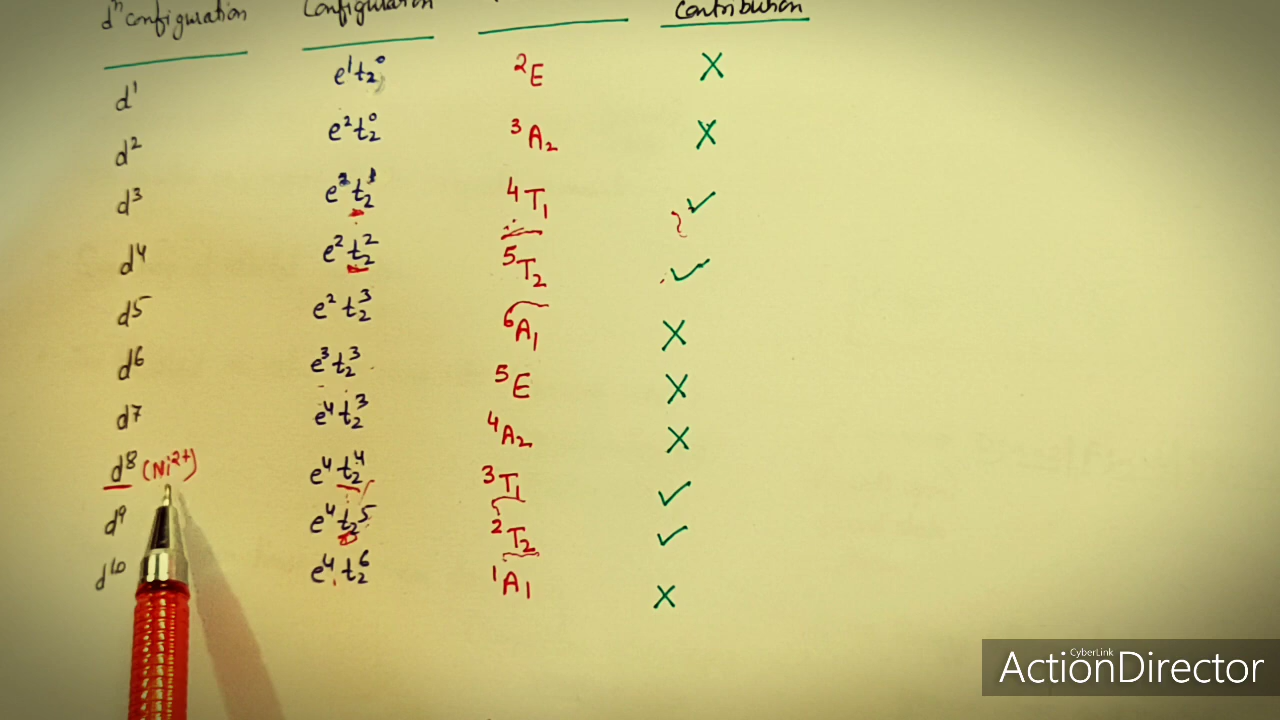 dⁿ configuration Configuration Contribution
d¹ e¹t₂⁰ ²E X
d² e²t₂⁰ ³A₂ X
d³ e²t₂¹ ⁴T₁ ✓
d⁴ e²t₂² ⁵T₂ ✓
d⁵ e²t₂³ ⁶A₁ X
d⁶ e³t₂³ ⁵E X
d⁷ e⁴t₂³ ⁴A₂ X
d⁸ (Ni²⁺) e⁴t₂⁴ ³T₁ ✓
d⁹ e⁴t₂⁵ ²T₂ ✓
d¹⁰ e⁴t₂⁶ ¹A₁ X
CyberLink
ActionDirector